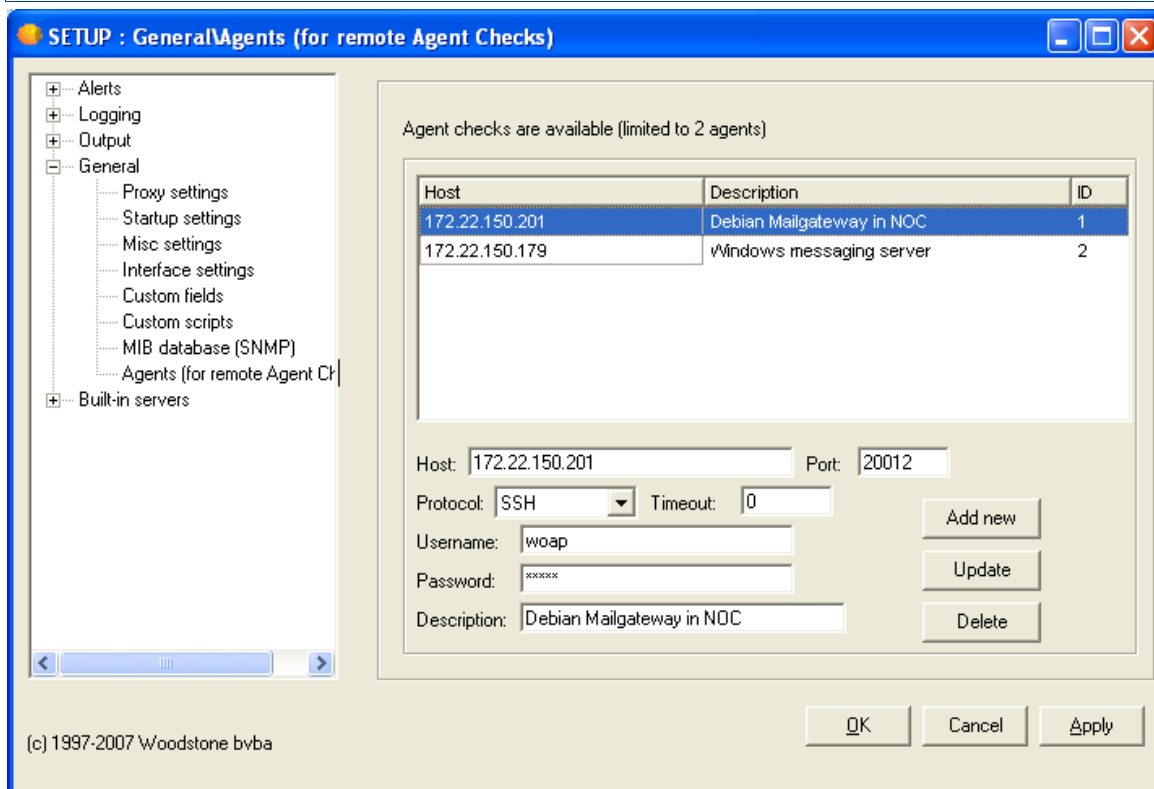 SETUP : General\Agents (for remote Agent Checks)
Alerts
Logging
Output
General
Proxy settings
Startup settings
Misc settings
Interface settings
Custom fields
Custom scripts
MIB database (SNMP)
Agents (for remote Agent Ch
Built-in servers
Agent checks are available (limited to 2 agents)
Host Description ID
172.22.150.201 Debian Mailgateway in NOC 1
172.22.150.179 Windows messaging server 2
Host: 172.22.150.201 Port: 20012
Protocol: SSH Timeout: 0
Username: woap
Password: xxxxx
Description: Debian Mailgateway in NOC
Add new
Update
Delete
OK Cancel Apply
(c) 1997-2007 Woodstone bvba